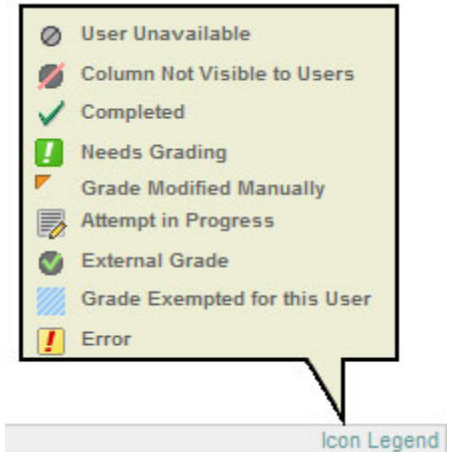 User Unavailable
Column Not Visible to Users
Completed
Needs Grading
Grade Modified Manually
Attempt in Progress
External Grade
Grade Exempted for this User
Error
Icon Legend